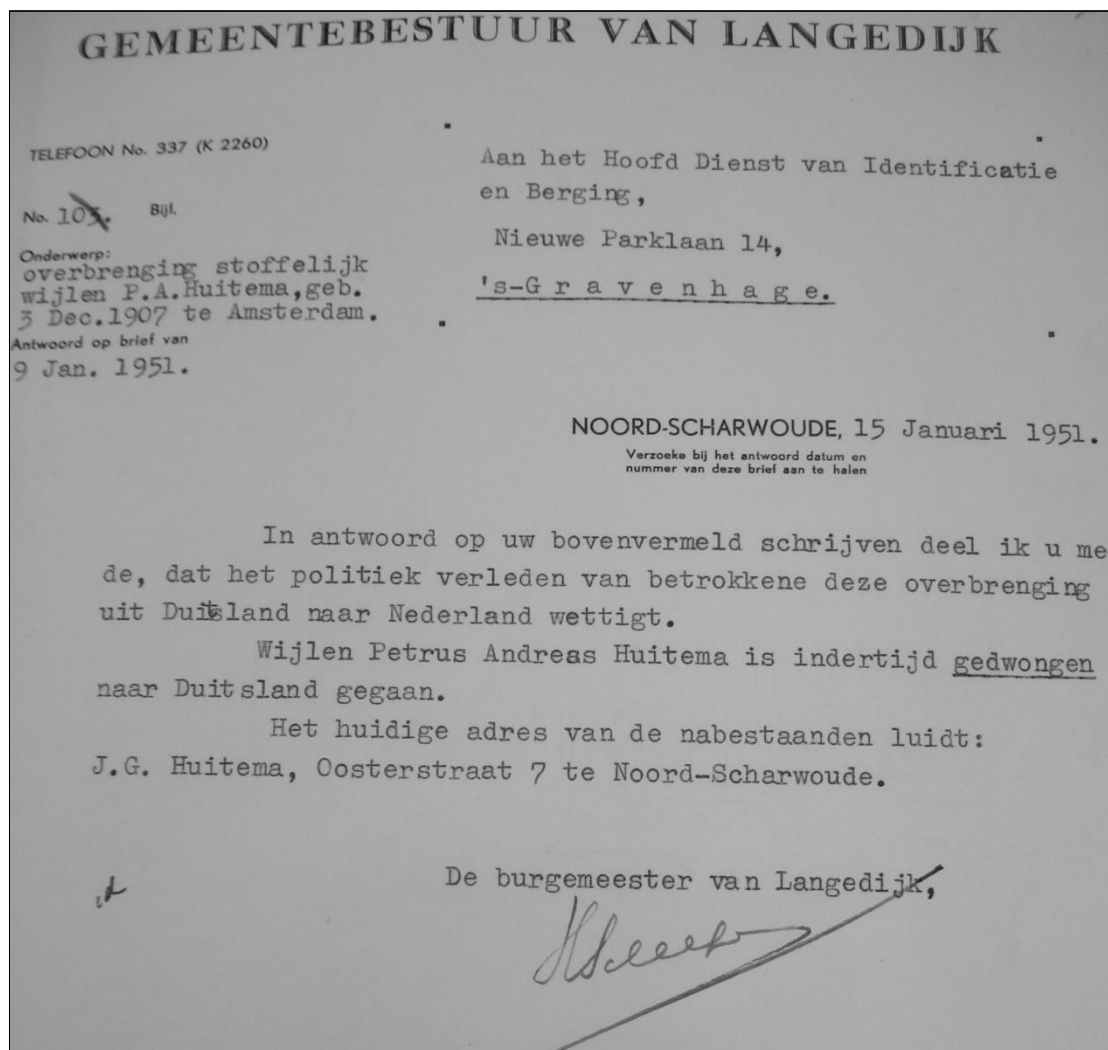 GEMEENTEBESTUUR VAN LANGEDIJK
TELEFOON No. 337 (K 2260)
No. 103. Bijl.
Onderwerp:
overbrenging stoffelijk
wijlen P.A.Huitema,geb.
3 Dec.1907 te Amsterdam.
Antwoord op brief van
9 Jan. 1951.
Aan het Hoofd Dienst van Identificatie
en Berging,
Nieuwe Parklaan 14,
's-G r a v e n h a g e.
NOORD-SCHARWOUDE, 15 Januari 1951.
Verzoeke bij het antwoord datum en
nummer van deze brief aan te halen
In antwoord op uw bovenvermeld schrijven deel ik u me
de, dat het politiek verleden van betrokkene deze overbrenging
uit Duitsland naar Nederland wettigt.
Wijlen Petrus Andreas Huitema is indertijd gedwongen
naar Duitsland gegaan.
Het huidige adres van de nabestaanden luidt:
J.G. Huitema, Oosterstraat 7 te Noord-Scharwoude.
De burgemeester van Langedijk,